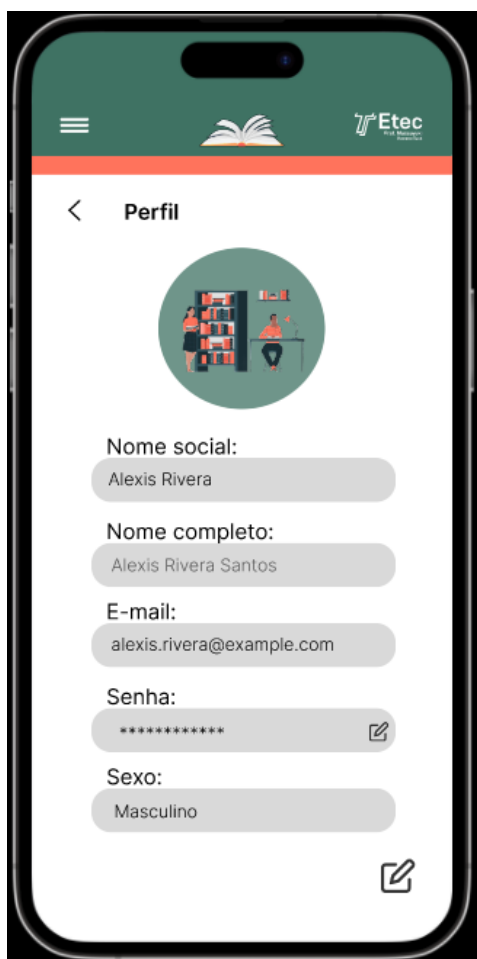 Etec
Perfil
Nome social:
Alexis Rivera
Nome completo:
Alexis Rivera Santos
E-mail:
alexis.rivera@example.com
Senha:
************
Sexo:
Masculino